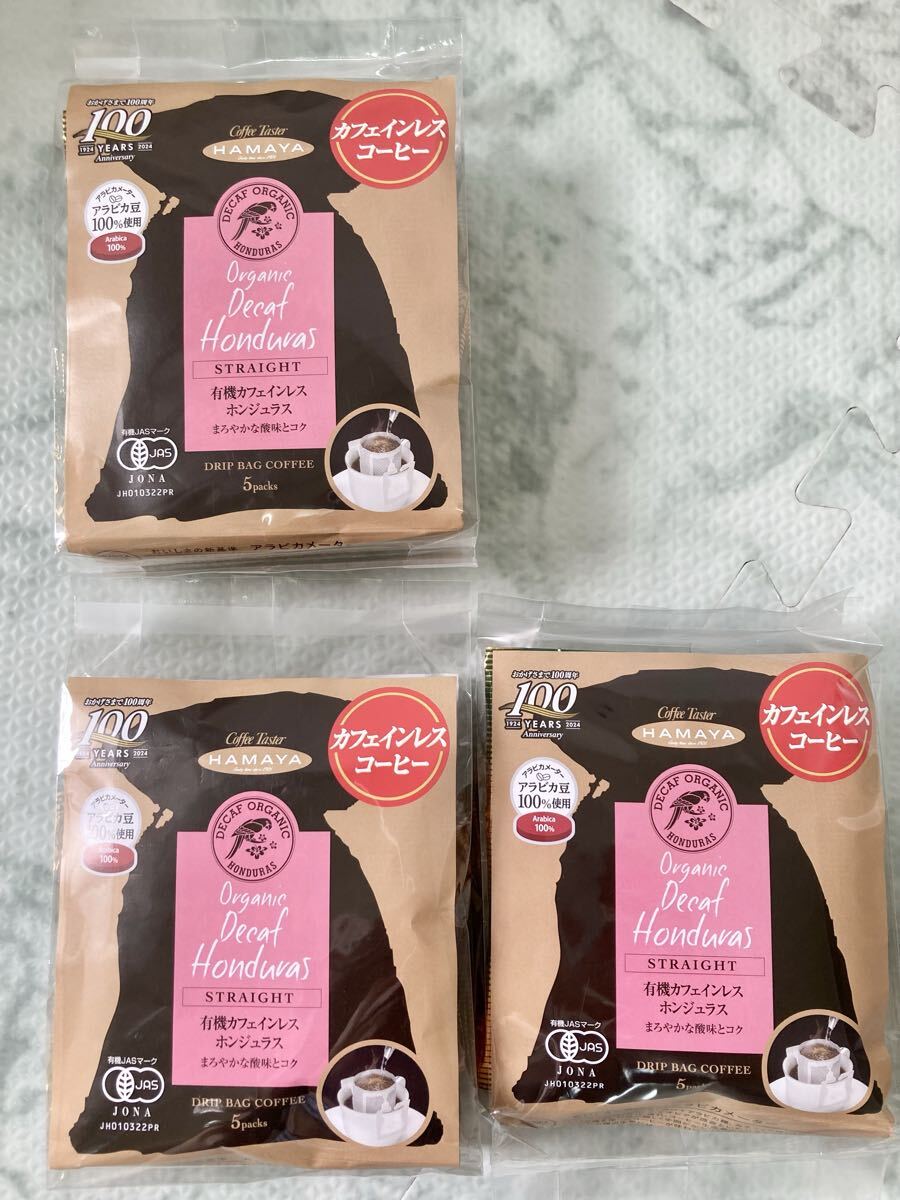 おかげさまで100周年
100
1924 YEARS 2024
Anniversary
Coffee Taster
HAMAYA
カフェインレス
コーヒー
アラビカメーター
アラビカ豆
100%使用
Arabica
100%
DECAF ORGANIC
HONDURAS
Organic
Decaf
Honduras
STRAIGHT
有機カフェインレス
ホンジュラス
まろやかな酸味とコク
有機JASマーク
JAS
JONA
JH010322PR
DRIP BAG COFFEE
5packs
おいしさの新基準 アラビカメータ
おかげさまで100周年
100
1924 YEARS 2024
Anniversary
Coffee Taster
HAMAYA
カフェインレス
コーヒー
アラビカメーター
アラビカ豆
100%使用
Arabica
100%
DECAF ORGANIC
HONDURAS
Organic
Decaf
Honduras
STRAIGHT
有機カフェインレス
ホンジュラス
まろやかな酸味とコク
有機JASマーク
JAS
JONA
JH010322PR
DRIP BAG COFFEE
5packs
おかげさまで100周年
100
1924 YEARS 2024
Anniversary
Coffee Taster
HAMAYA
カフェインレス
コーヒー
アラビカメーター
アラビカ豆
100%使用
Arabica
100%
DECAF ORGANIC
HONDURAS
Organic
Decaf
Honduras
STRAIGHT
有機カフェインレス
ホンジュラス
まろやかな酸味とコク
有機JASマーク
JAS
JONA
JH010322PR
DRIP BAG COFFEE
5packs